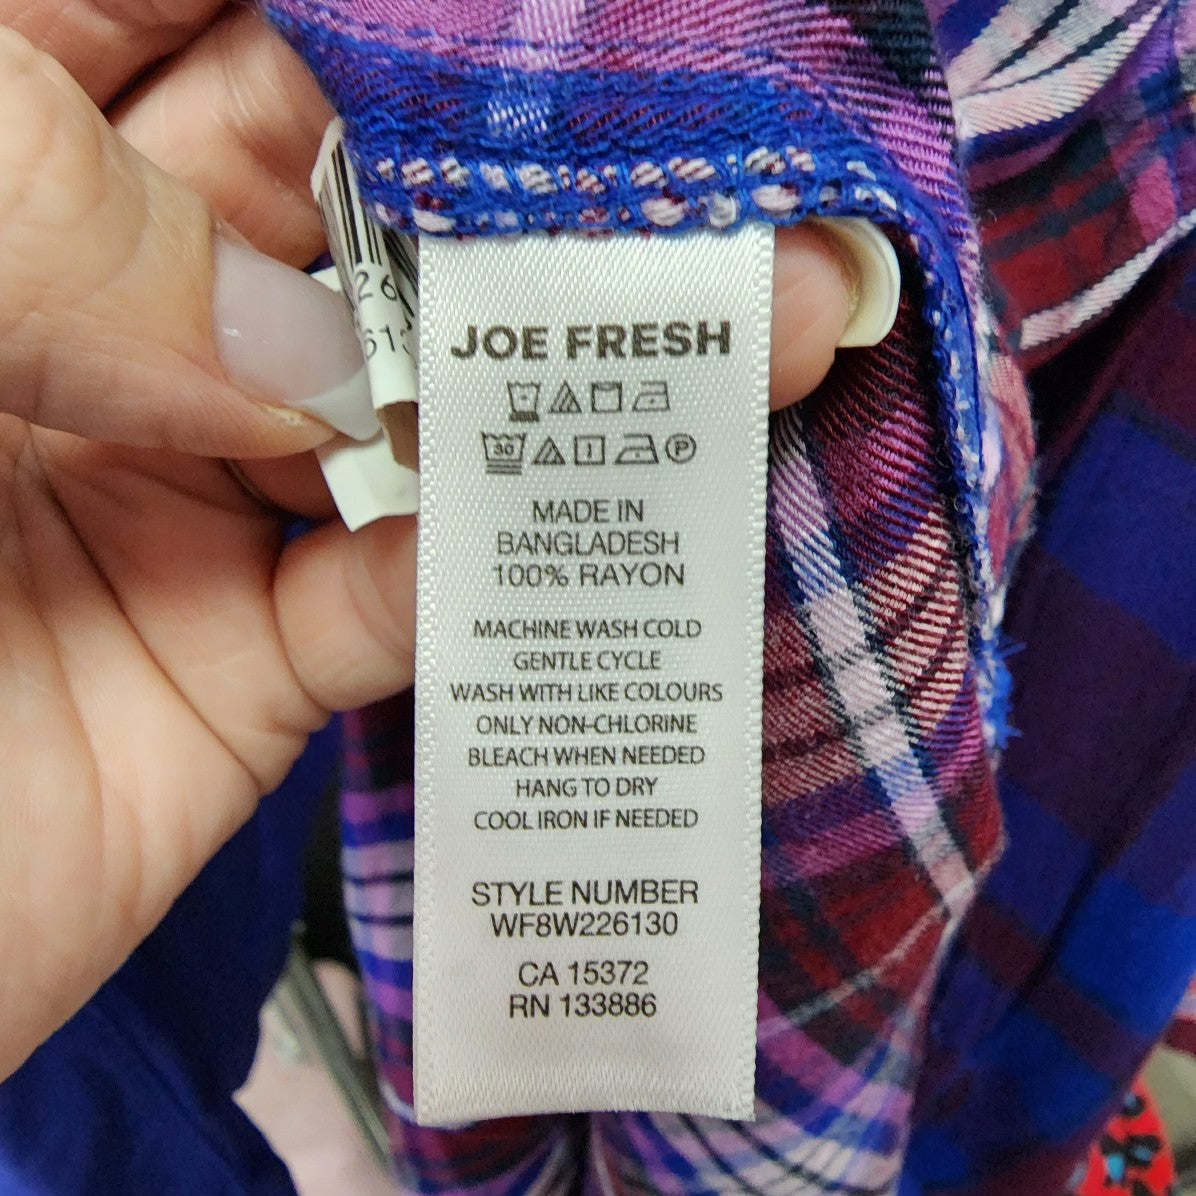 JOE FRESH
30 P
MADE IN
BANGLADESH
100% RAYON
MACHINE WASH COLD
GENTLE CYCLE
WASH WITH LIKE COLOURS
ONLY NON-CHLORINE
BLEACH WHEN NEEDED
HANG TO DRY
COOL IRON IF NEEDED
STYLE NUMBER
WF8W226130
CA 15372
RN 133886